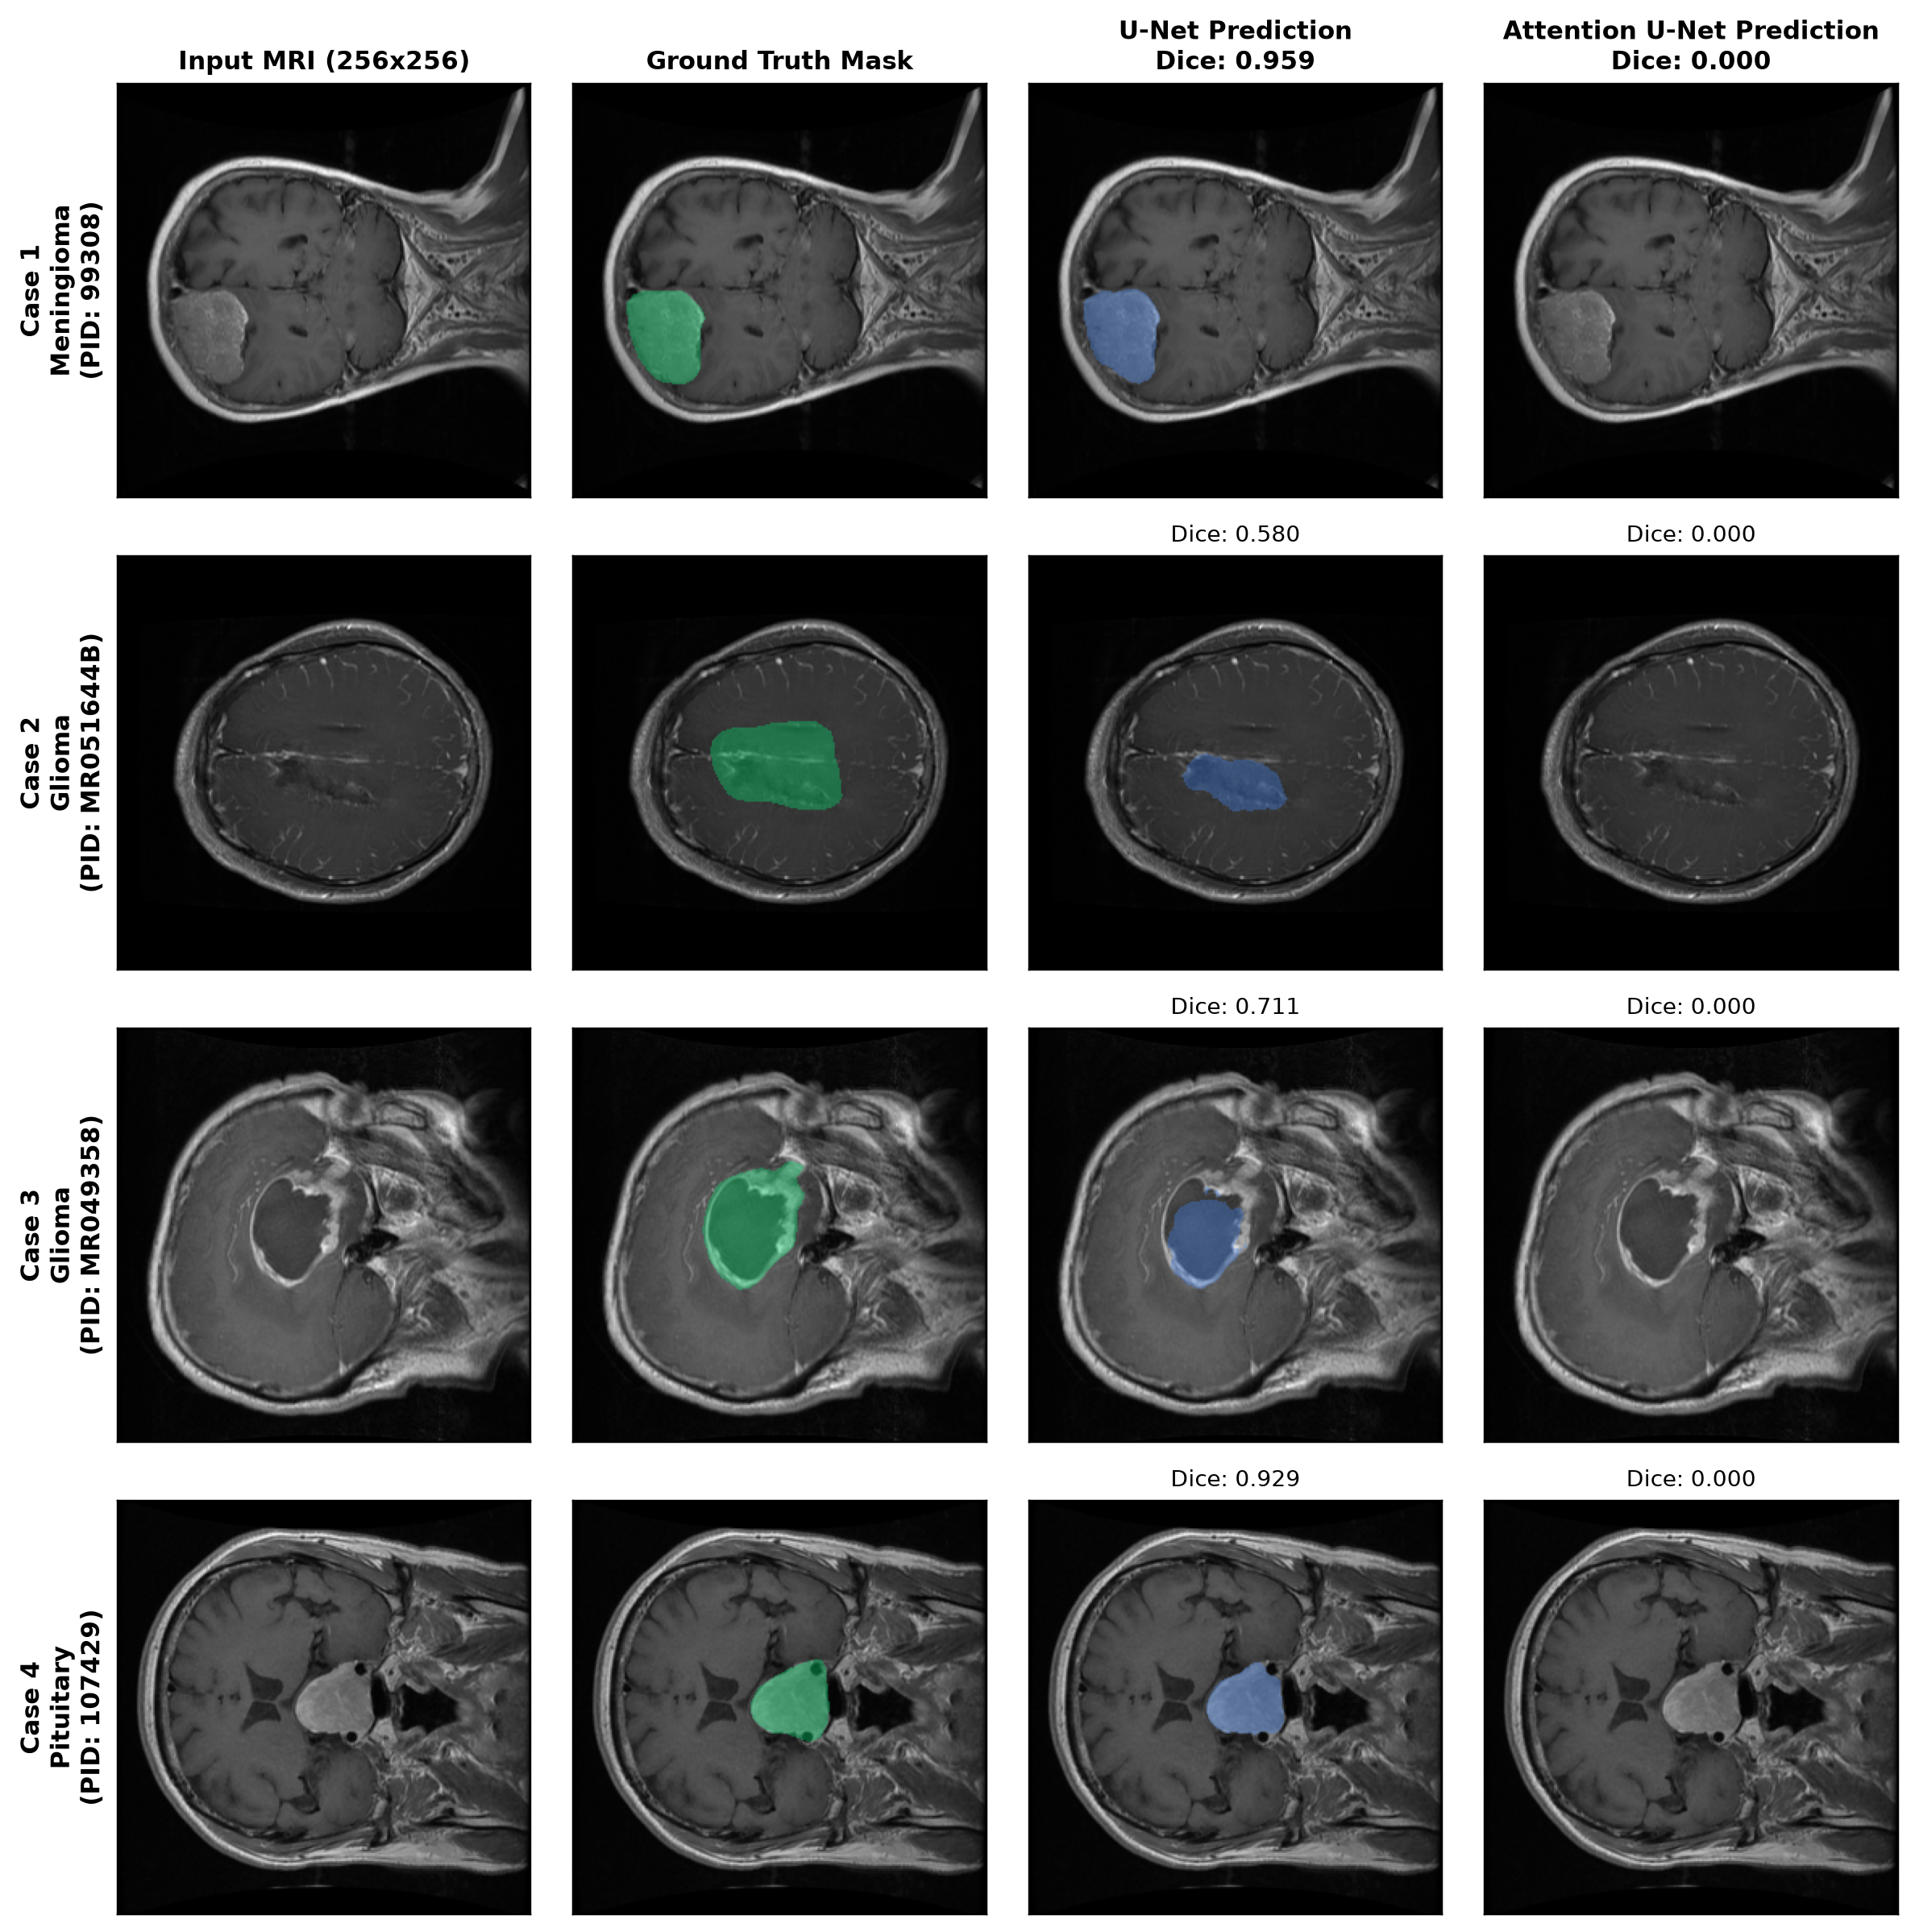 Input MRI (256x256)
Ground Truth Mask
U-Net Prediction
Dice: 0.959
Attention U-Net Prediction
Dice: 0.000
Case 1
Meningioma
(PID: 99308)
Dice: 0.580
Dice: 0.000
Case 2
Glioma
(PID: MR051644B)
Dice: 0.711
Dice: 0.000
Case 3
Glioma
(PID: MR049358)
Dice: 0.929
Dice: 0.000
Case 4
Pituitary
(PID: 107429)